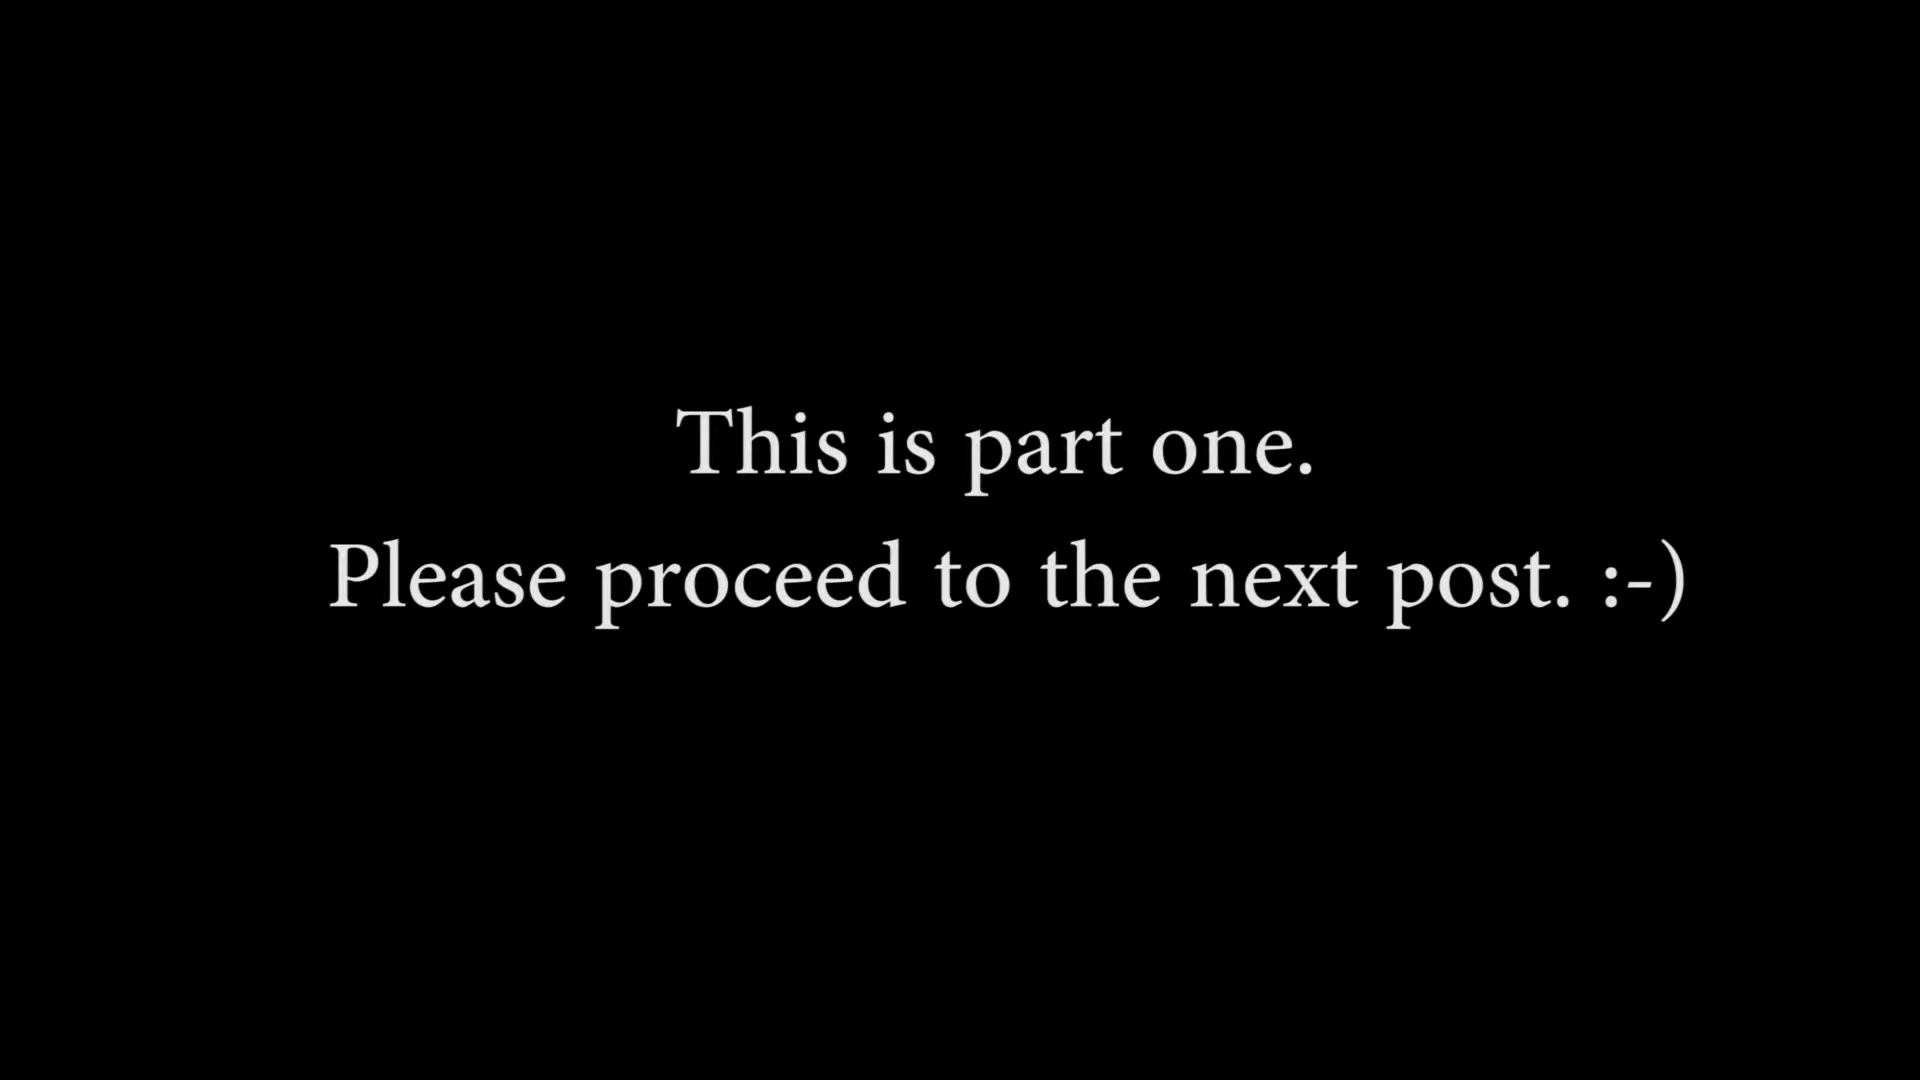 This is part one.
Please proceed to the next post. :-)